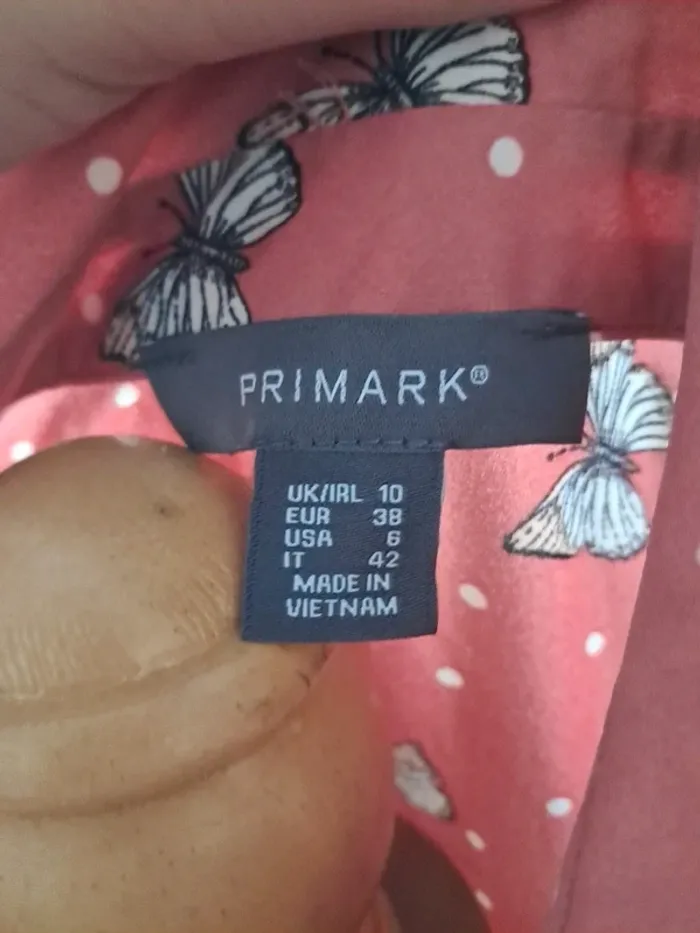 PRIMARK®
UK/IRL 10
EUR 38
USA 6
IT 42
MADE IN
VIETNAM